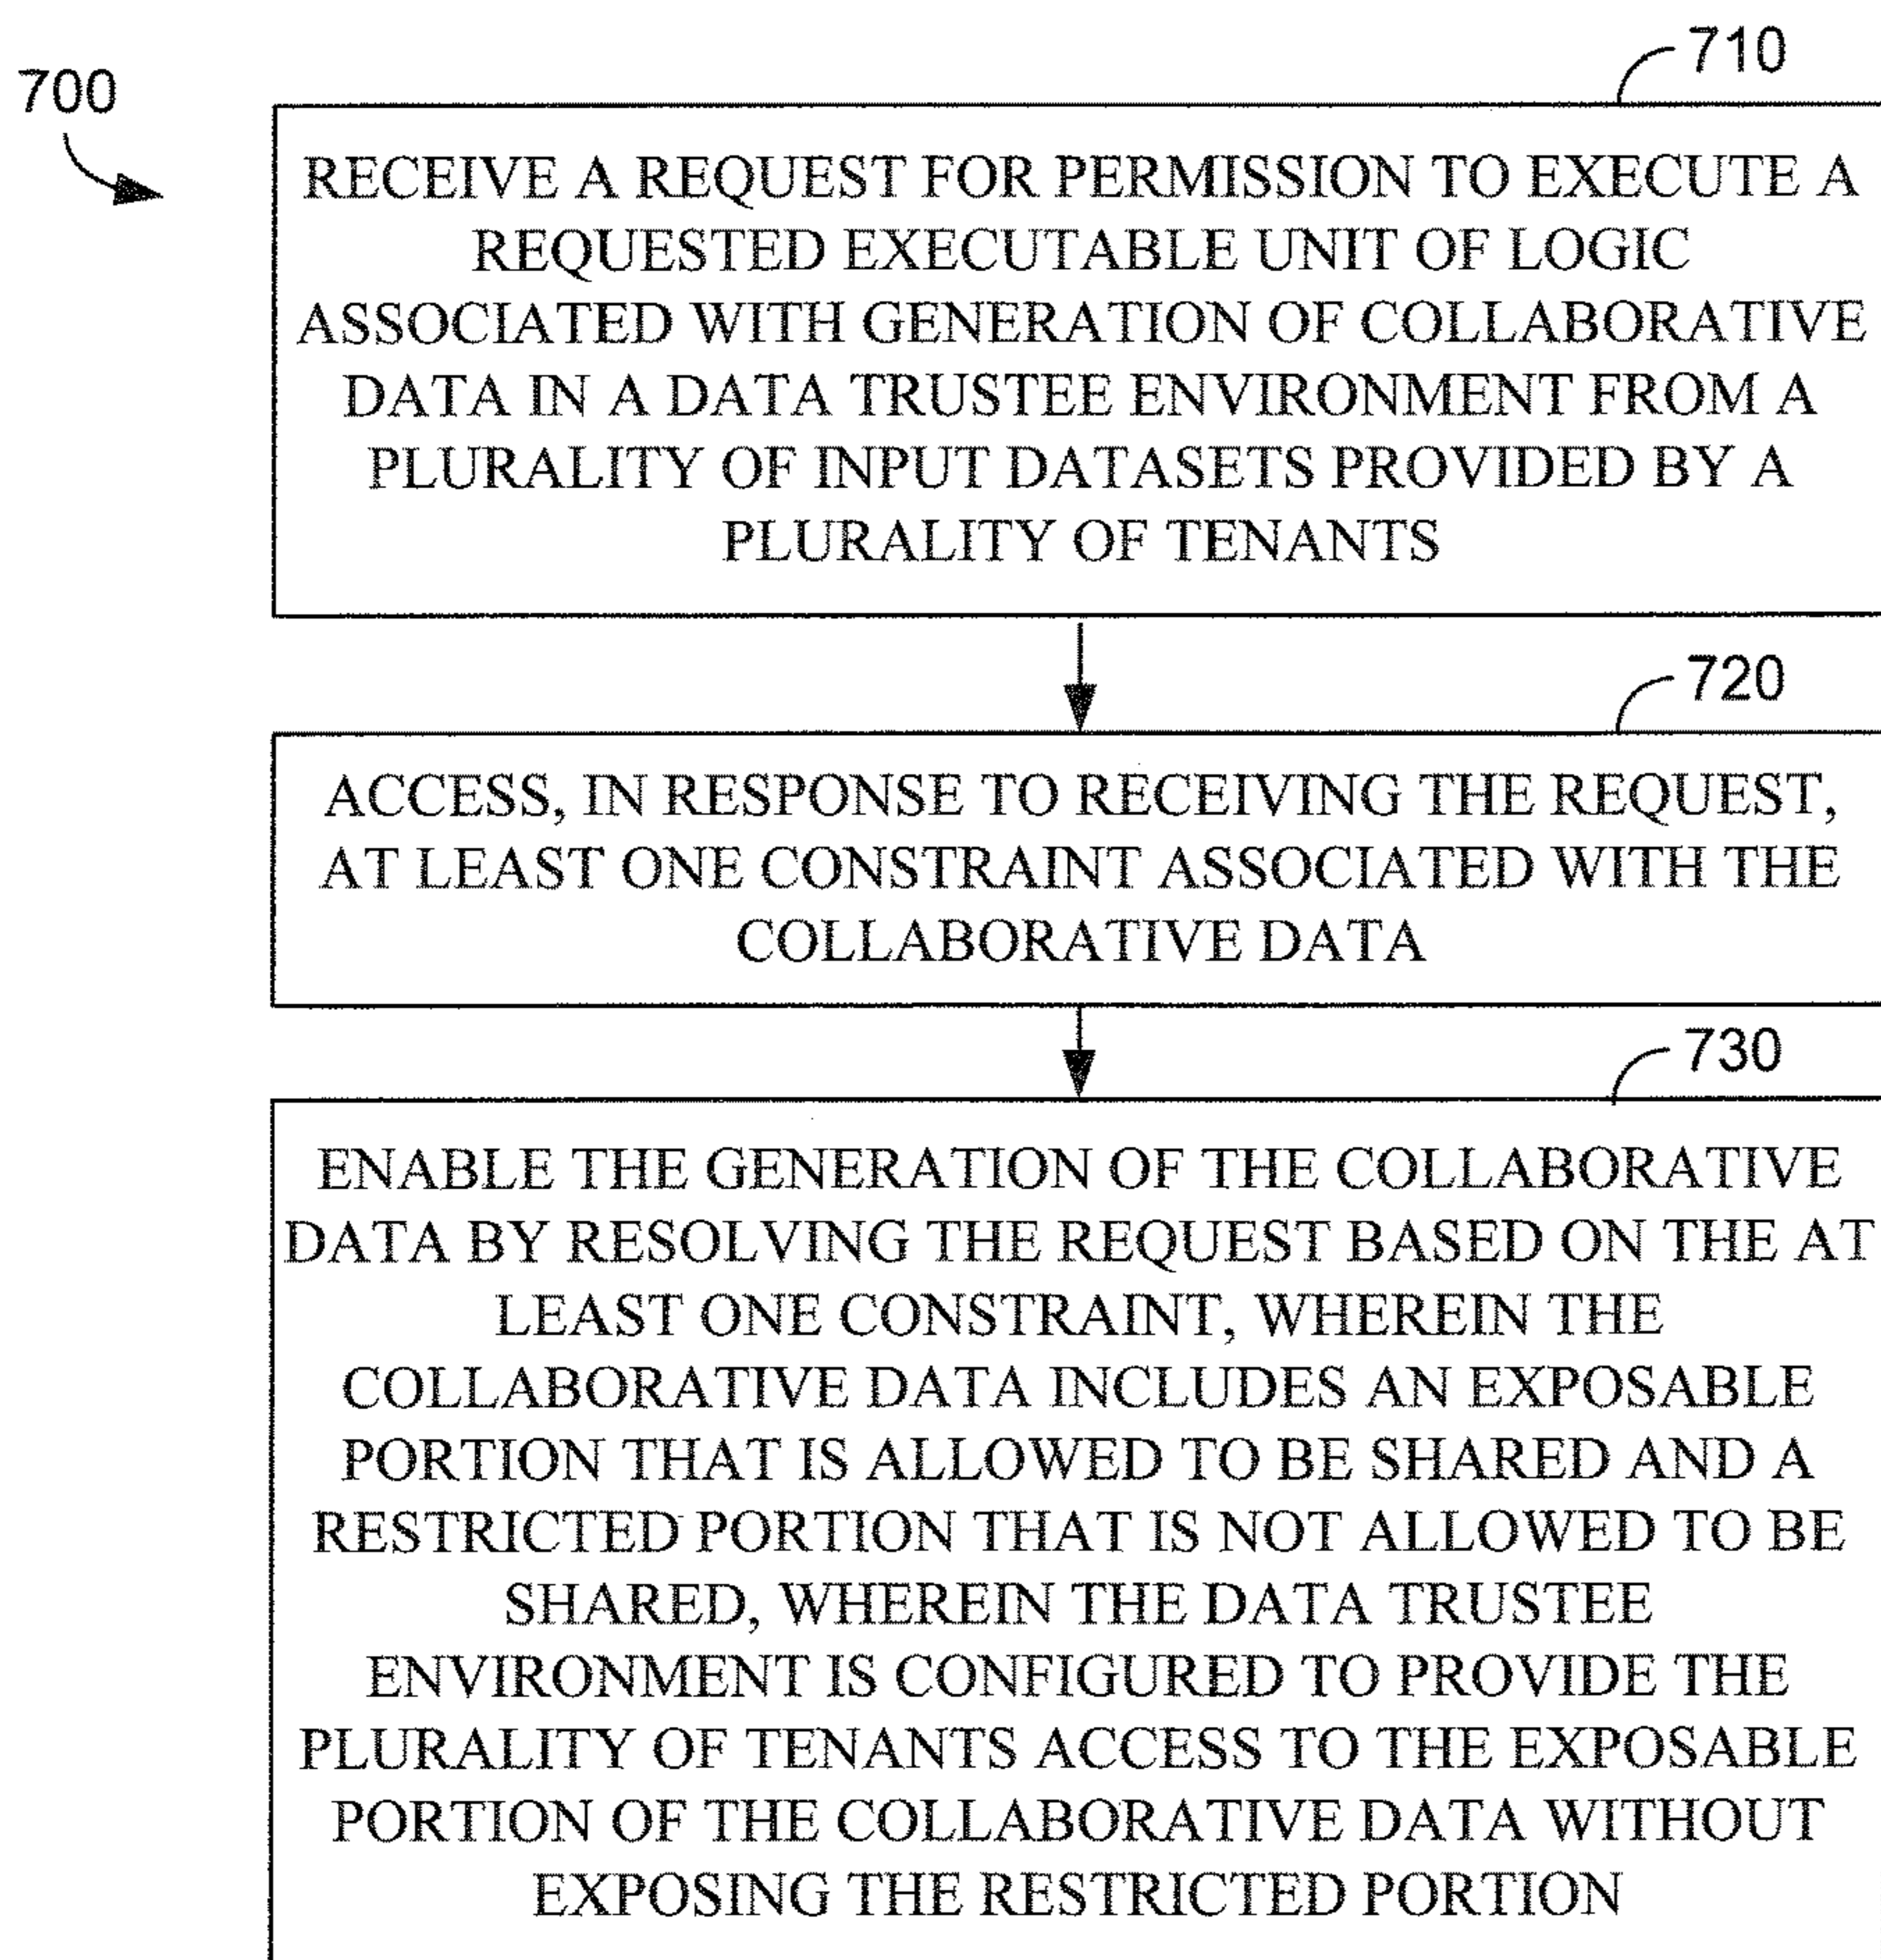 700
710
RECEIVE A REQUEST FOR PERMISSION TO EXECUTE A
REQUESTED EXECUTABLE UNIT OF LOGIC
ASSOCIATED WITH GENERATION OF COLLABORATIVE
DATA IN A DATA TRUSTEE ENVIRONMENT FROM A
PLURALITY OF INPUT DATASETS PROVIDED BY A
PLURALITY OF TENANTS
720
ACCESS, IN RESPONSE TO RECEIVING THE REQUEST,
AT LEAST ONE CONSTRAINT ASSOCIATED WITH THE
COLLABORATIVE DATA
730
ENABLE THE GENERATION OF THE COLLABORATIVE
DATA BY RESOLVING THE REQUEST BASED ON THE AT
LEAST ONE CONSTRAINT, WHEREIN THE
COLLABORATIVE DATA INCLUDES AN EXPOSABLE
PORTION THAT IS ALLOWED TO BE SHARED AND A
RESTRICTED PORTION THAT IS NOT ALLOWED TO BE
SHARED, WHEREIN THE DATA TRUSTEE
ENVIRONMENT IS CONFIGURED TO PROVIDE THE
PLURALITY OF TENANTS ACCESS TO THE EXPOSABLE
PORTION OF THE COLLABORATIVE DATA WITHOUT
EXPOSING THE RESTRICTED PORTION